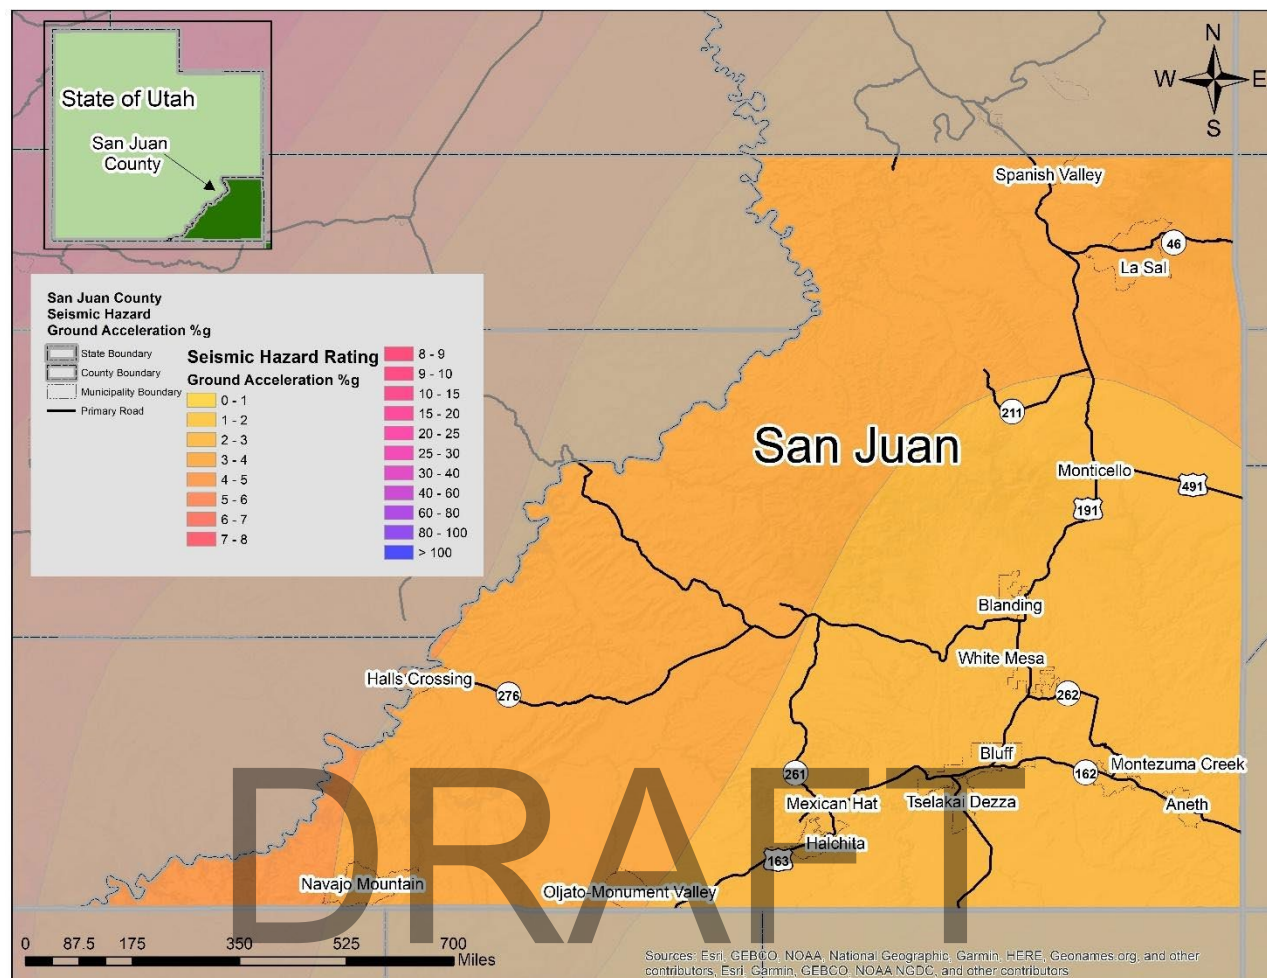 N
W E
S
State of Utah
San Juan
County
Spanish Valley
46
La Sal
San Juan County
Seismic Hazard
Ground Acceleration %g
State Boundary
County Boundary
Municipality Boundary
Primary Road
Seismic Hazard Rating
Ground Acceleration %g
0 - 1
1 - 2
2 - 3
3 - 4
4 - 5
5 - 6
6 - 7
7 - 8
8 - 9
9 - 10
10 - 15
15 - 20
20 - 25
25 - 30
30 - 40
40 - 60
60 - 80
80 - 100
> 100
211
San Juan
Monticello
491
191
Blanding
White Mesa
Halls Crossing
276
262
Bluff
261
162
Montezuma Creek
Mexican Hat
Tselakai Dezza
Aneth
Halchita
163
Navajo Mountain
Oljato-Monument Valley
DRAFT
0 87.5 175 350 525 700
Miles
Sources: Esri, GEBCO, NOAA, National Geographic, Garmin, HERE, Geonames.org, and other
contributors, Esri, Garmin, GEBCO, NOAA NGDC, and other contributors